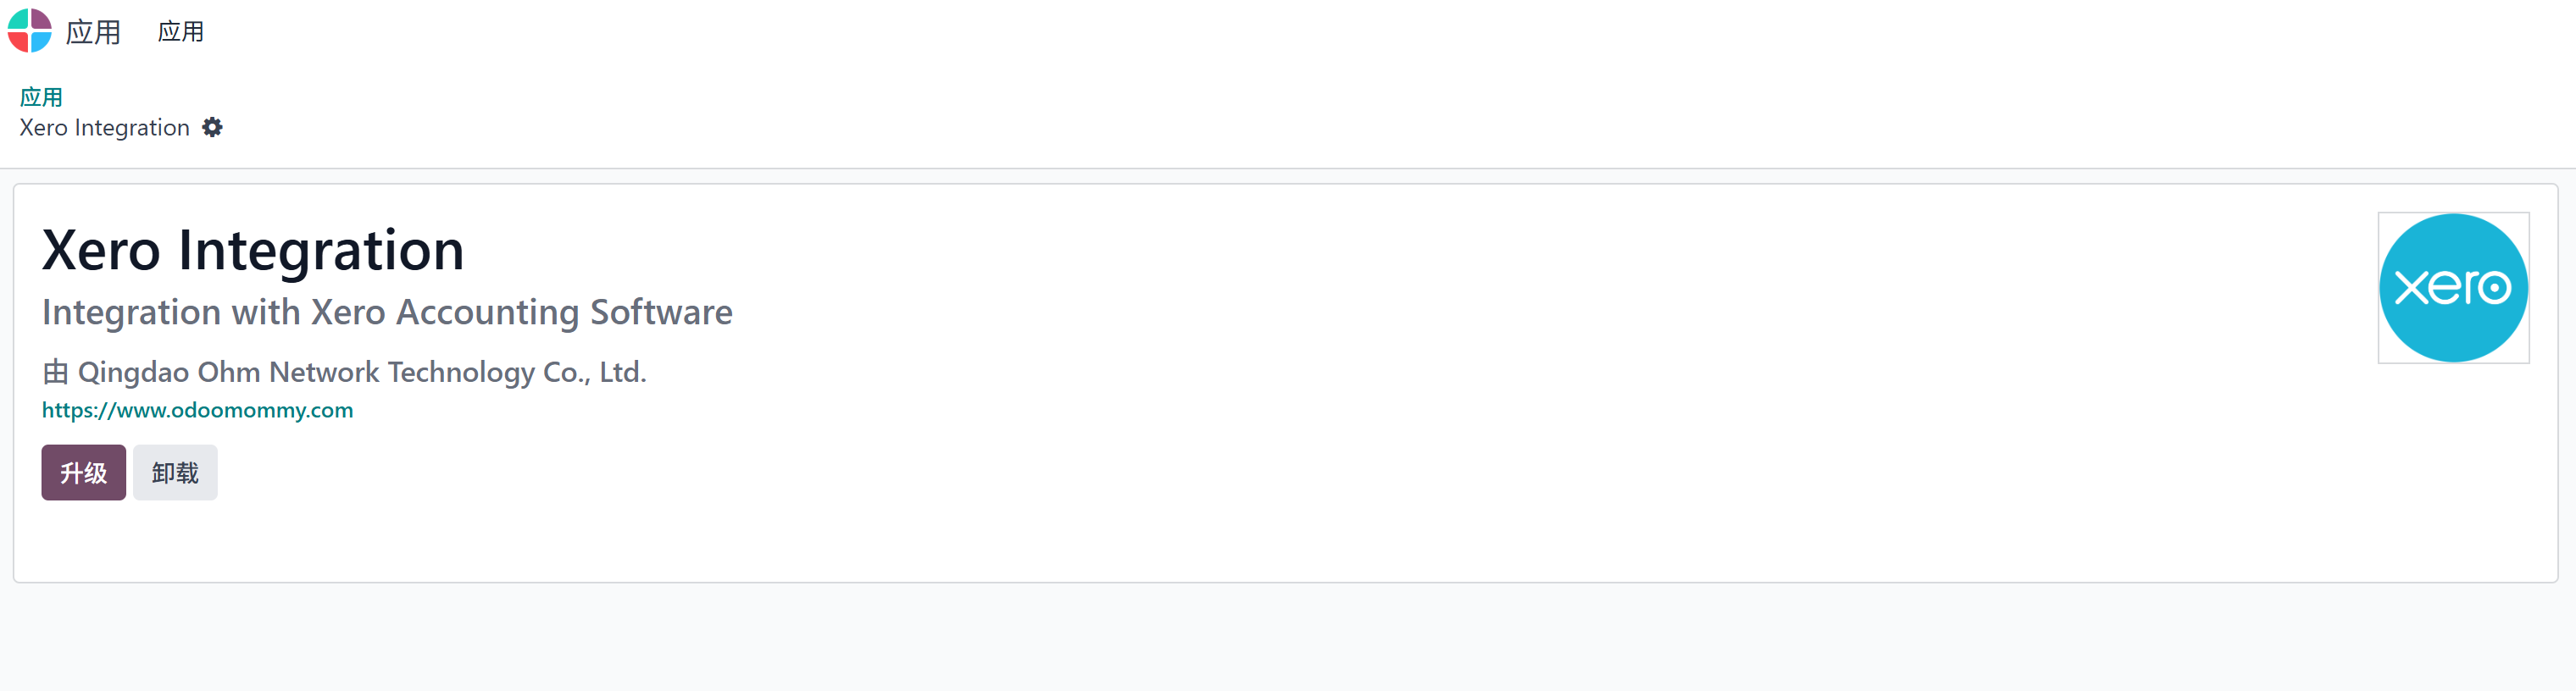 应用 应用
应用
Xero Integration
Xero Integration
Integration with Xero Accounting Software
由 Qingdao Ohm Network Technology Co., Ltd.
https://www.odoomommy.com
升级 卸载
xero